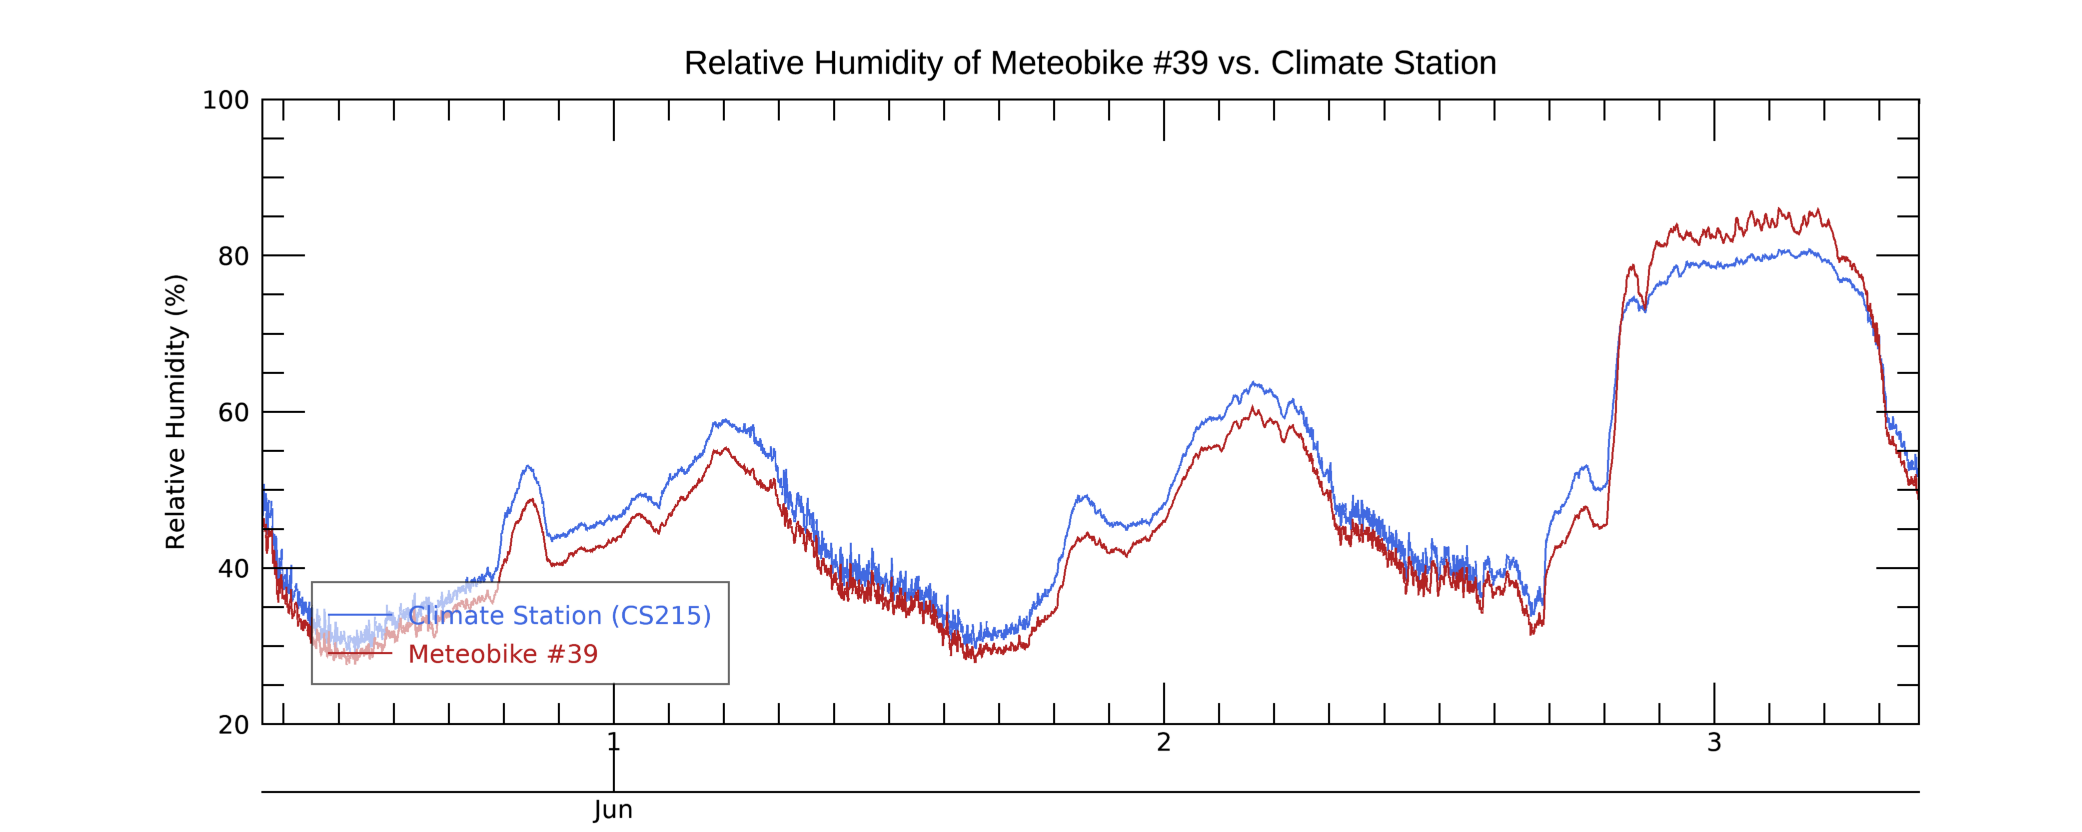 Relative Humidity of Meteobike #39 vs. Climate Station
100
80
60
40
20
Relative Humidity (%)
Climate Station (CS215)
Meteobike #39
1 2 3
Jun